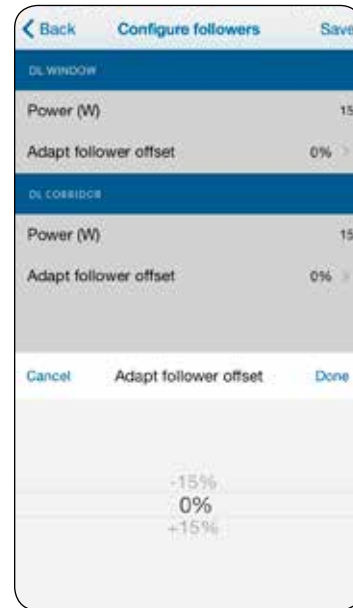 Back Configure followers Save
DL WINDOW
Power (W) 15
Adapt follower offset 0%
DL CORRIDOR
Power (W) 15
Adapt follower offset 0%
Cancel Adapt follower offset Done
-15%
0%
+15%